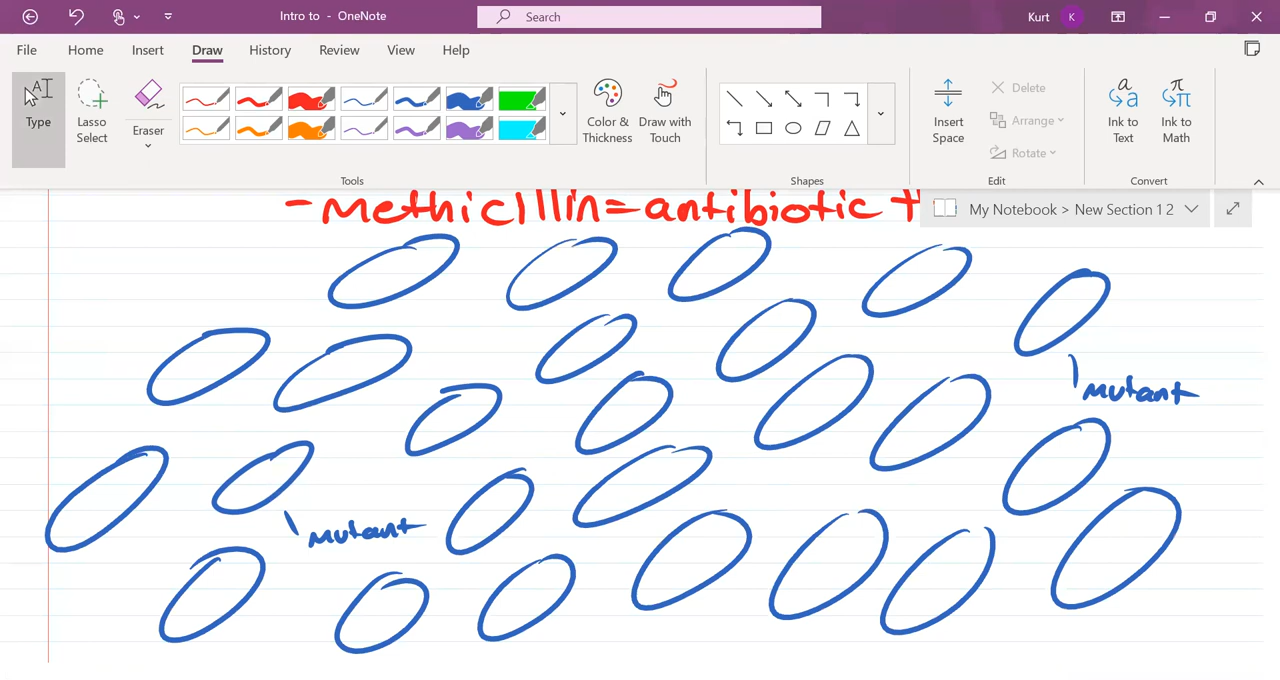 Intro to - OneNote
Search
Kurt K
File Home Insert Draw History Review View Help
Type
Lasso Select
Eraser
Color & Thickness
Draw with Touch
Insert Space
Delete
Arrange
Rotate
Ink to Text
Ink to Math
Tools Shapes Edit Convert
- methicillin = antibiotic t
My Notebook > New Section 1 2
mutant
mutant